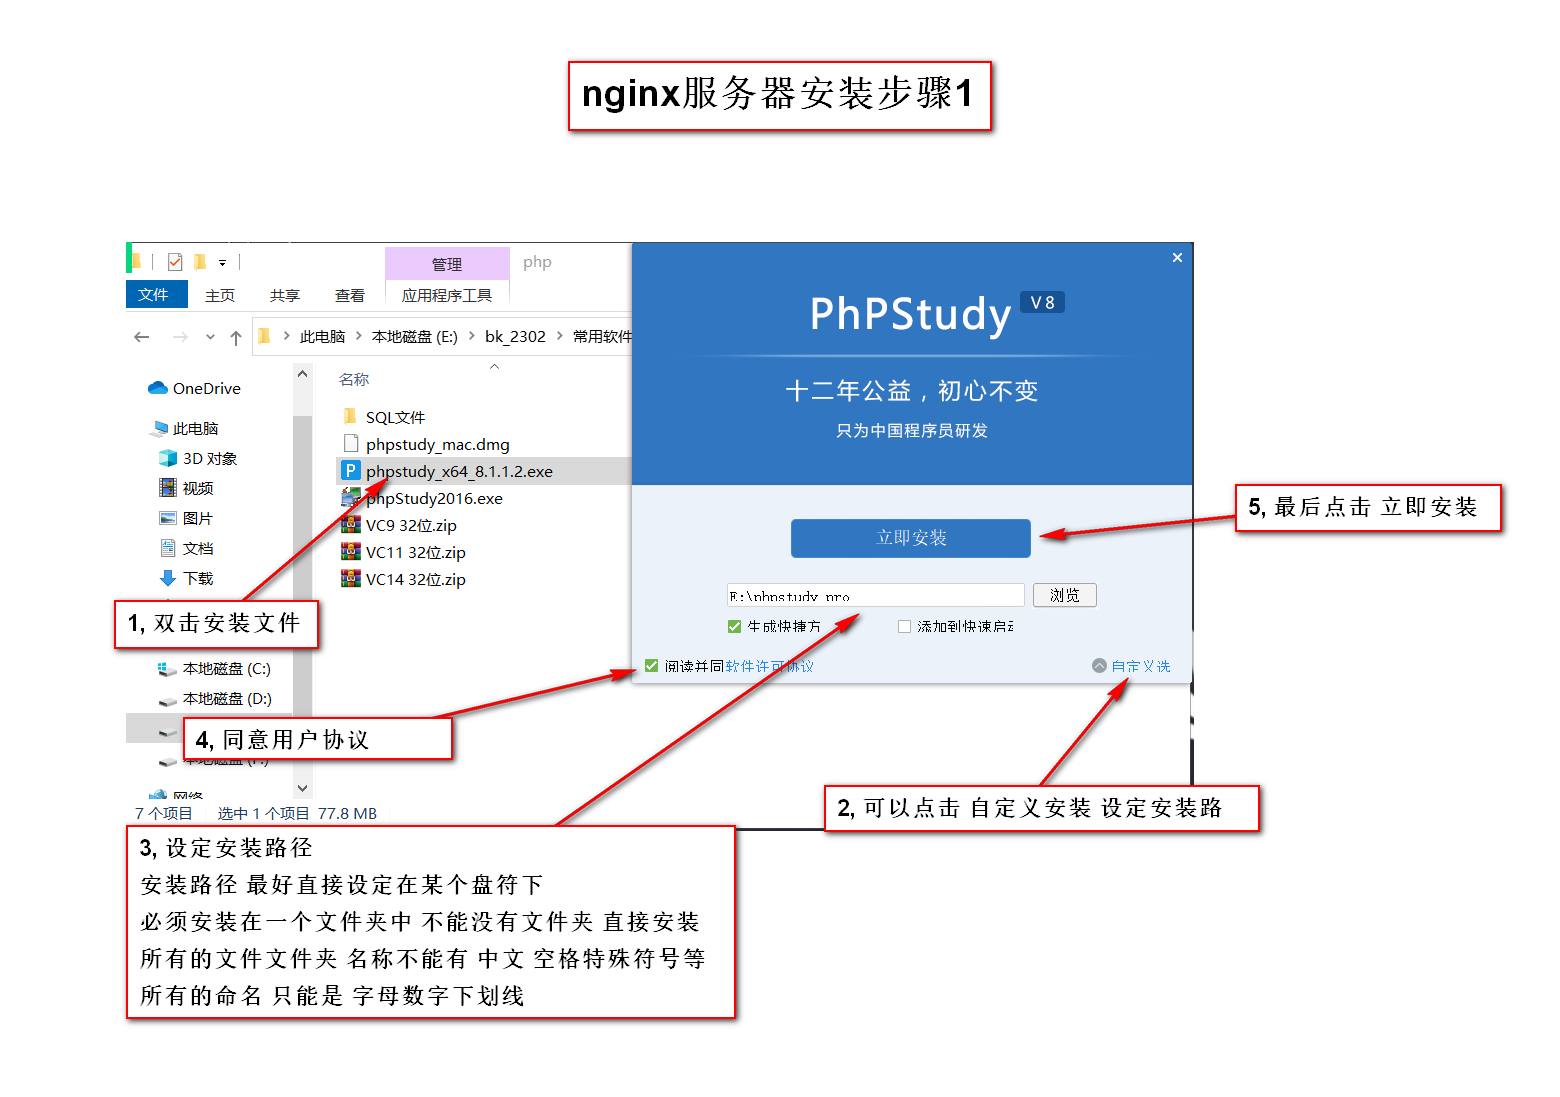 nginx服务器安装步骤1
管理
php
文件
主页
共享
查看
应用程序工具
此电脑
本地磁盘 (E:)
bk_2302
常用软件
名称
OneDrive
此电脑
3D 对象
视频
图片
文档
下载
本地磁盘 (C:)
本地磁盘 (D:)
网络
SQL文件
phpstudy_mac.dmg
phpstudy_x64_8.1.1.2.exe
phpStudy2016.exe
VC9 32位.zip
VC11 32位.zip
VC14 32位.zip
7 个项目 选中 1 个项目 77.8 MB
PhPStudy V8
十二年公益，初心不变
只为中国程序员研发
立即安装
E:\phpstudy_pro
浏览
生成快捷方
添加到快速启动
阅读并同软件许可协议
自定义选
1, 双击安装文件
2, 可以点击 自定义安装 设定安装路
3, 设定安装路径
安装路径 最好直接设定在某个盘符下
必须安装在一个文件夹中 不能没有文件夹 直接安装
所有的文件文件夹 名称不能有 中文 空格特殊符号等
所有的命名 只能是 字母数字下划线
4, 同意用户协议
5, 最后点击 立即安装